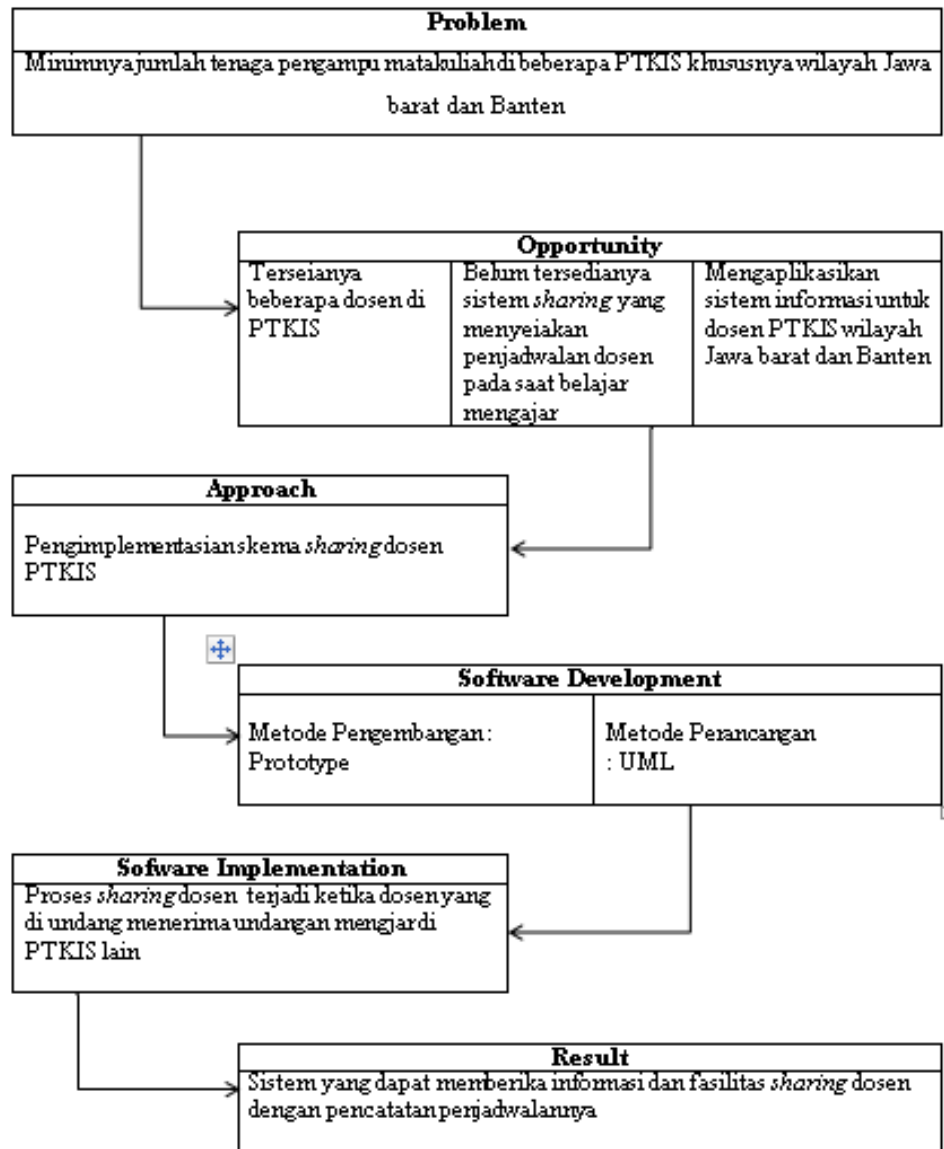 Problem
Minimnya jumlah tenaga pengampu matakuliah di beberapa PTKIS khususnya wilayah Jawa
barat dan Banten
Opportunity
Terseianya
beberapa dosen di
PTKIS
Belum tersedianya
sistem sharing yang
menyeiakan
penjadwalan dosen
pada saat belajar
mengajar
Mengaplikasikan
sistem informasi untuk
dosen PTKIS wilayah
Jawa barat dan Banten
Approach
Pengimplementasian skema sharing dosen
PTKIS
Software Development
Metode Pengembangan :
Prototype
Metode Perancangan
: UML
Sofware Implementation
Proses sharing dosen terjadi ketika dosen yang
di undang menerima undangan mengjar di
PTKIS lain
Result
Sistem yang dapat memberika informasi dan fasilitas sharing dosen
dengan pencatatan penjadwalannya